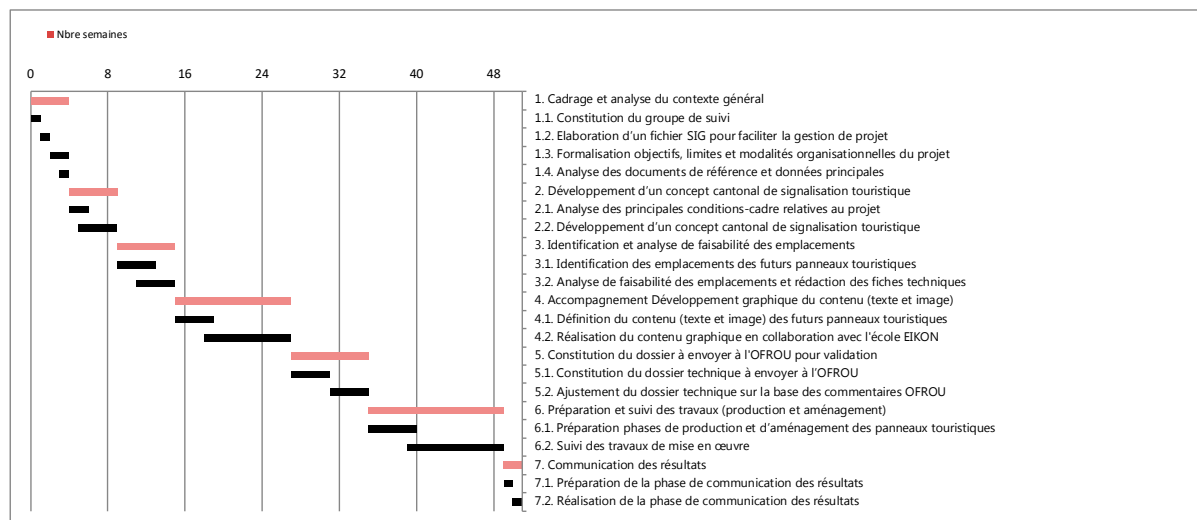 Nbre semaines
0 8 16 24 32 40 48
1. Cadrage et analyse du contexte général
1.1. Constitution du groupe de suivi
1.2. Elaboration d'un fichier SIG pour faciliter la gestion de projet
1.3. Formalisation objectifs, limites et modalités organisationnelles du projet
1.4. Analyse des documents de référence et données principales
2. Développement d'un concept cantonal de signalisation touristique
2.1. Analyse des principales conditions-cadre relatives au projet
2.2. Développement d'un concept cantonal de signalisation touristique
3. Identification et analyse de faisabilité des emplacements
3.1. Identification des emplacements des futurs panneaux touristiques
3.2. Analyse de faisabilité des emplacements et rédaction des fiches techniques
4. Accompagnement Développement graphique du contenu (texte et image)
4.1. Définition du contenu (texte et image) des futurs panneaux touristiques
4.2. Réalisation du contenu graphique en collaboration avec l'école EIKON
5. Constitution du dossier à envoyer à l'OFROU pour validation
5.1. Constitution du dossier technique à envoyer à l'OFROU
5.2. Ajustement du dossier technique sur la base des commentaires OFROU
6. Préparation et suivi des travaux (production et aménagement)
6.1. Préparation phases de production et d'aménagement des panneaux touristiques
6.2. Suivi des travaux de mise en œuvre
7. Communication des résultats
7.1. Préparation de la phase de communication des résultats
7.2. Réalisation de la phase de communication des résultats